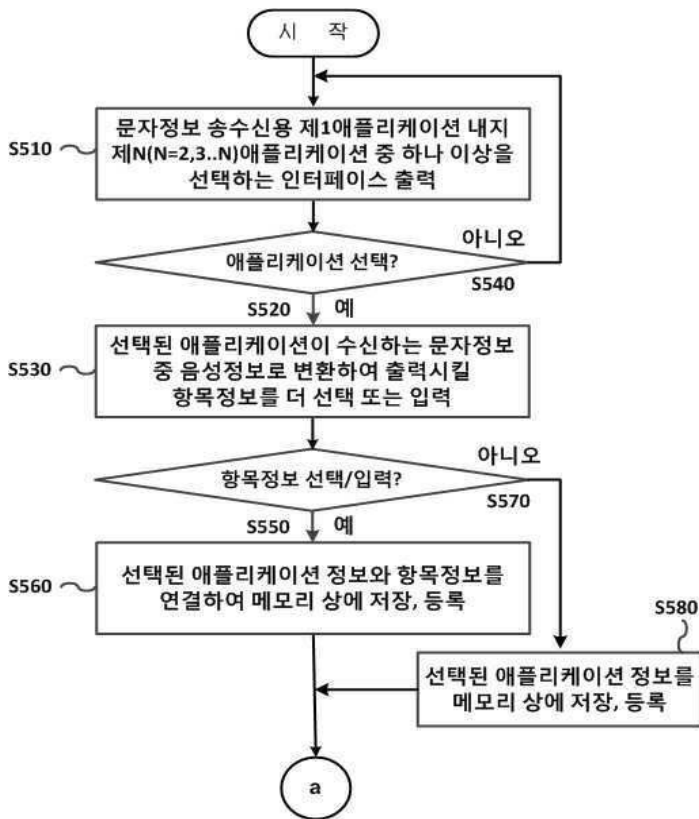 시 작
S510
문자정보 송수신용 제1애플리케이션 내지
제N(N=2,3..N)애플리케이션 중 하나 이상을
선택하는 인터페이스 출력
애플리케이션 선택?
아니오
S540
S520
예
S530
선택된 애플리케이션이 수신하는 문자정보
중 음성정보로 변환하여 출력시킬
항목정보를 더 선택 또는 입력
항목정보 선택/입력?
아니오
S570
S550
예
S560
선택된 애플리케이션 정보와 항목정보를
연결하여 메모리 상에 저장, 등록
S580
선택된 애플리케이션 정보를
메모리 상에 저장, 등록
a